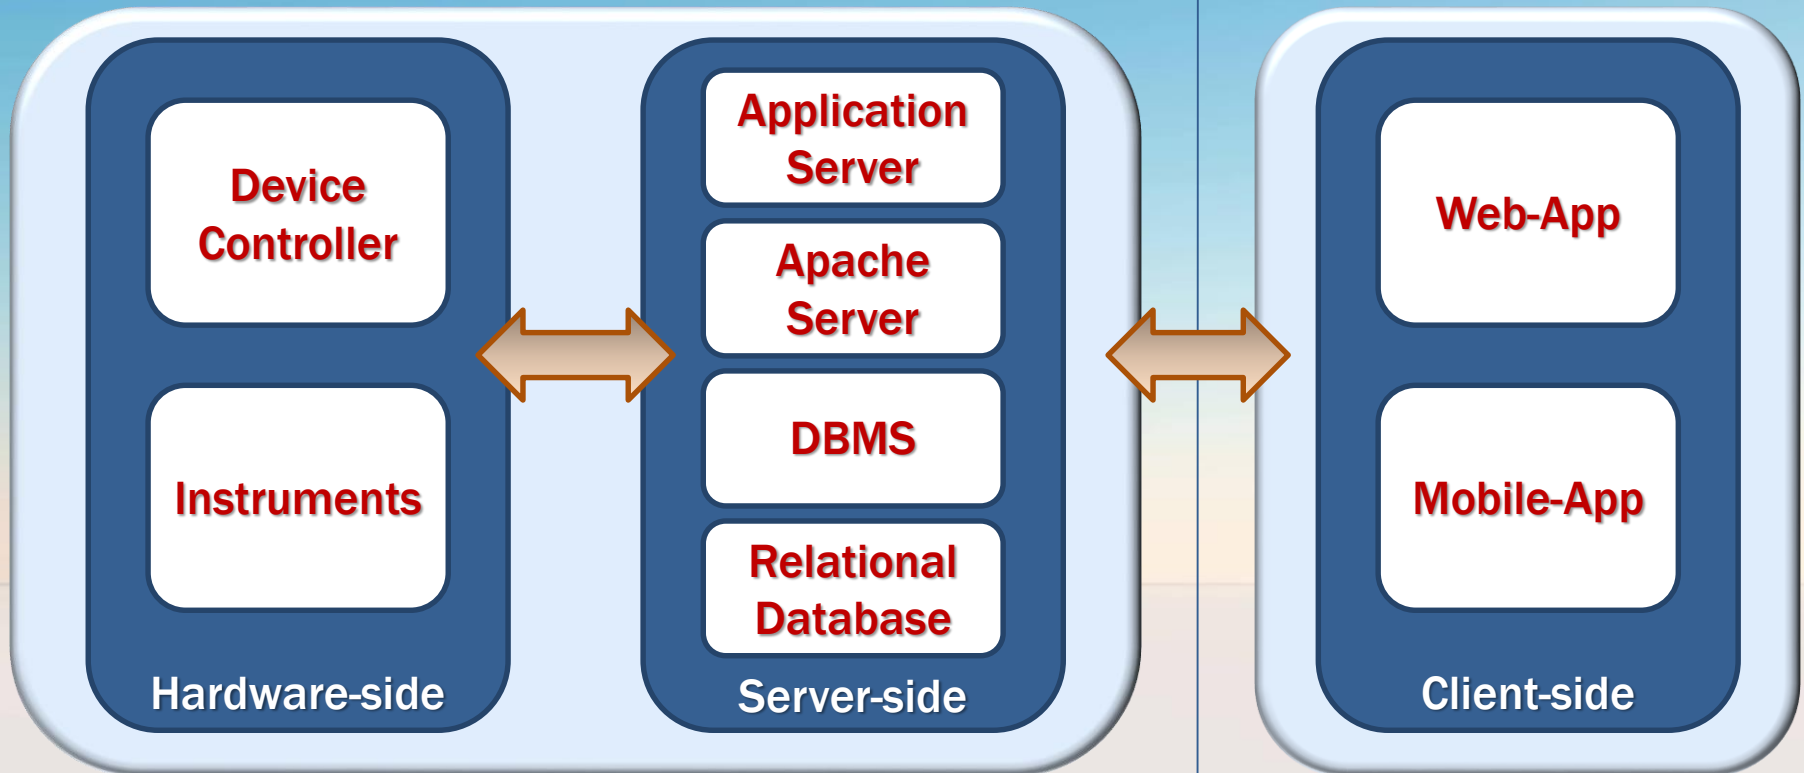 Device
Controller
Instruments
Hardware-side
Application
Server
Apache
Server
DBMS
Relational
Database
Server-side
Web-App
Mobile-App
Client-side